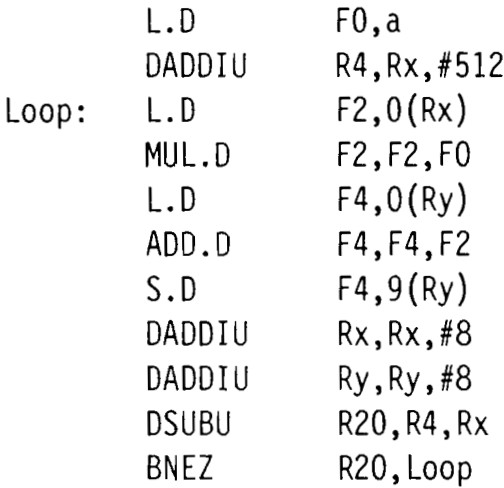 L.D F0,a
DADDIU R4,Rx,#512
Loop: L.D F2,0(Rx)
MUL.D F2,F2,F0
L.D F4,0(Ry)
ADD.D F4,F4,F2
S.D F4,9(Ry)
DADDIU Rx,Rx,#8
DADDIU Ry,Ry,#8
DSUBU R20,R4,Rx
BNEZ R20,Loop